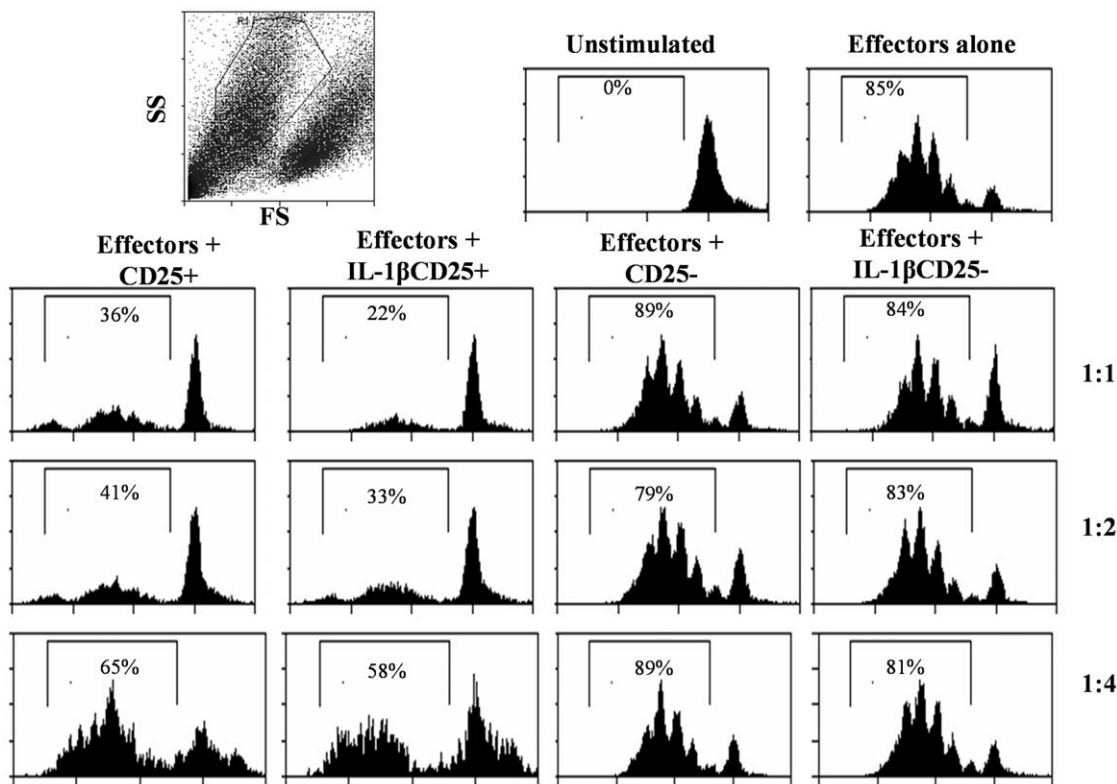 R1
SS
FS
Unstimulated
0%
Effectors alone
85%
Effectors +
CD25+
Effectors +
IL-1βCD25+
Effectors +
CD25-
Effectors +
IL-1βCD25-
36%
22%
89%
84%
1:1
41%
33%
79%
83%
1:2
65%
58%
89%
81%
1:4